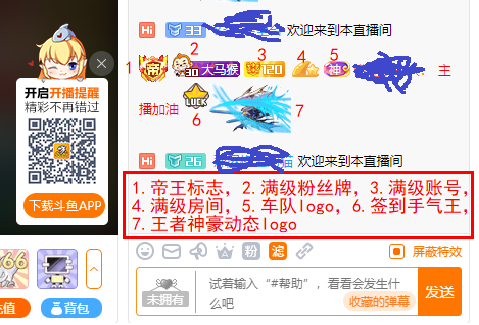 Hi 33 欢迎来到本直播间
2 3 4 5
1 帝 30 大马猴 120 神 主
播加油 6 LUCK 7
Hi 26 猫 欢迎来到本直播间
开启开播提醒
精彩不再错过
下载斗鱼APP
1.帝王标志，2.满级粉丝牌，3.满级账号，
4.满级房间，5.车队logo，6.签到手气王，
7.王者神豪动态logo
粉 滤 屏蔽特效
66
充值 背包
未拥有
试着输入“#帮助”，看看会发生什
么吧
收藏的弹幕
发送